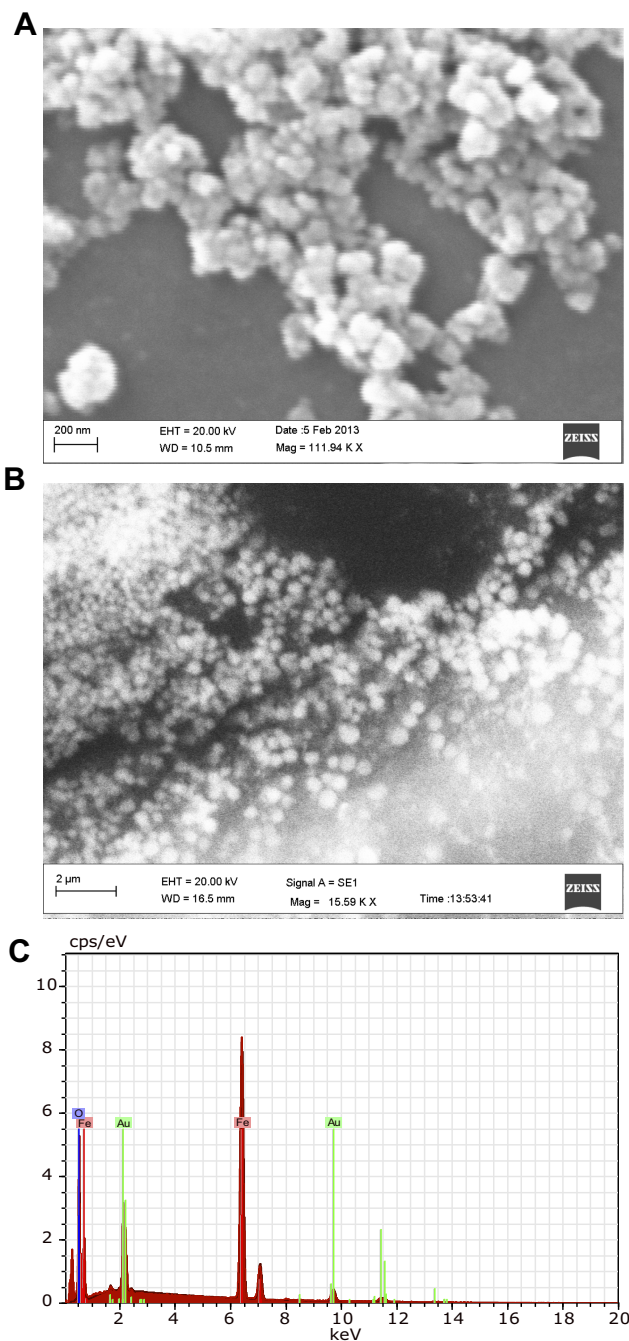 A
200 nm
EHT = 20.00 kV
Date :5 Feb 2013
WD = 10.5 mm
Mag = 111.94 K X
ZEISS
B
2 µm
EHT = 20.00 kV
Signal A = SE1
WD = 16.5 mm
Mag = 15.59 K X
Time :13:53:41
ZEISS
C
cps/eV
10
8
6
4
2
0
O
Fe
Au
Fe
Au
2 4 6 8 10 12 14 16 18 20
keV